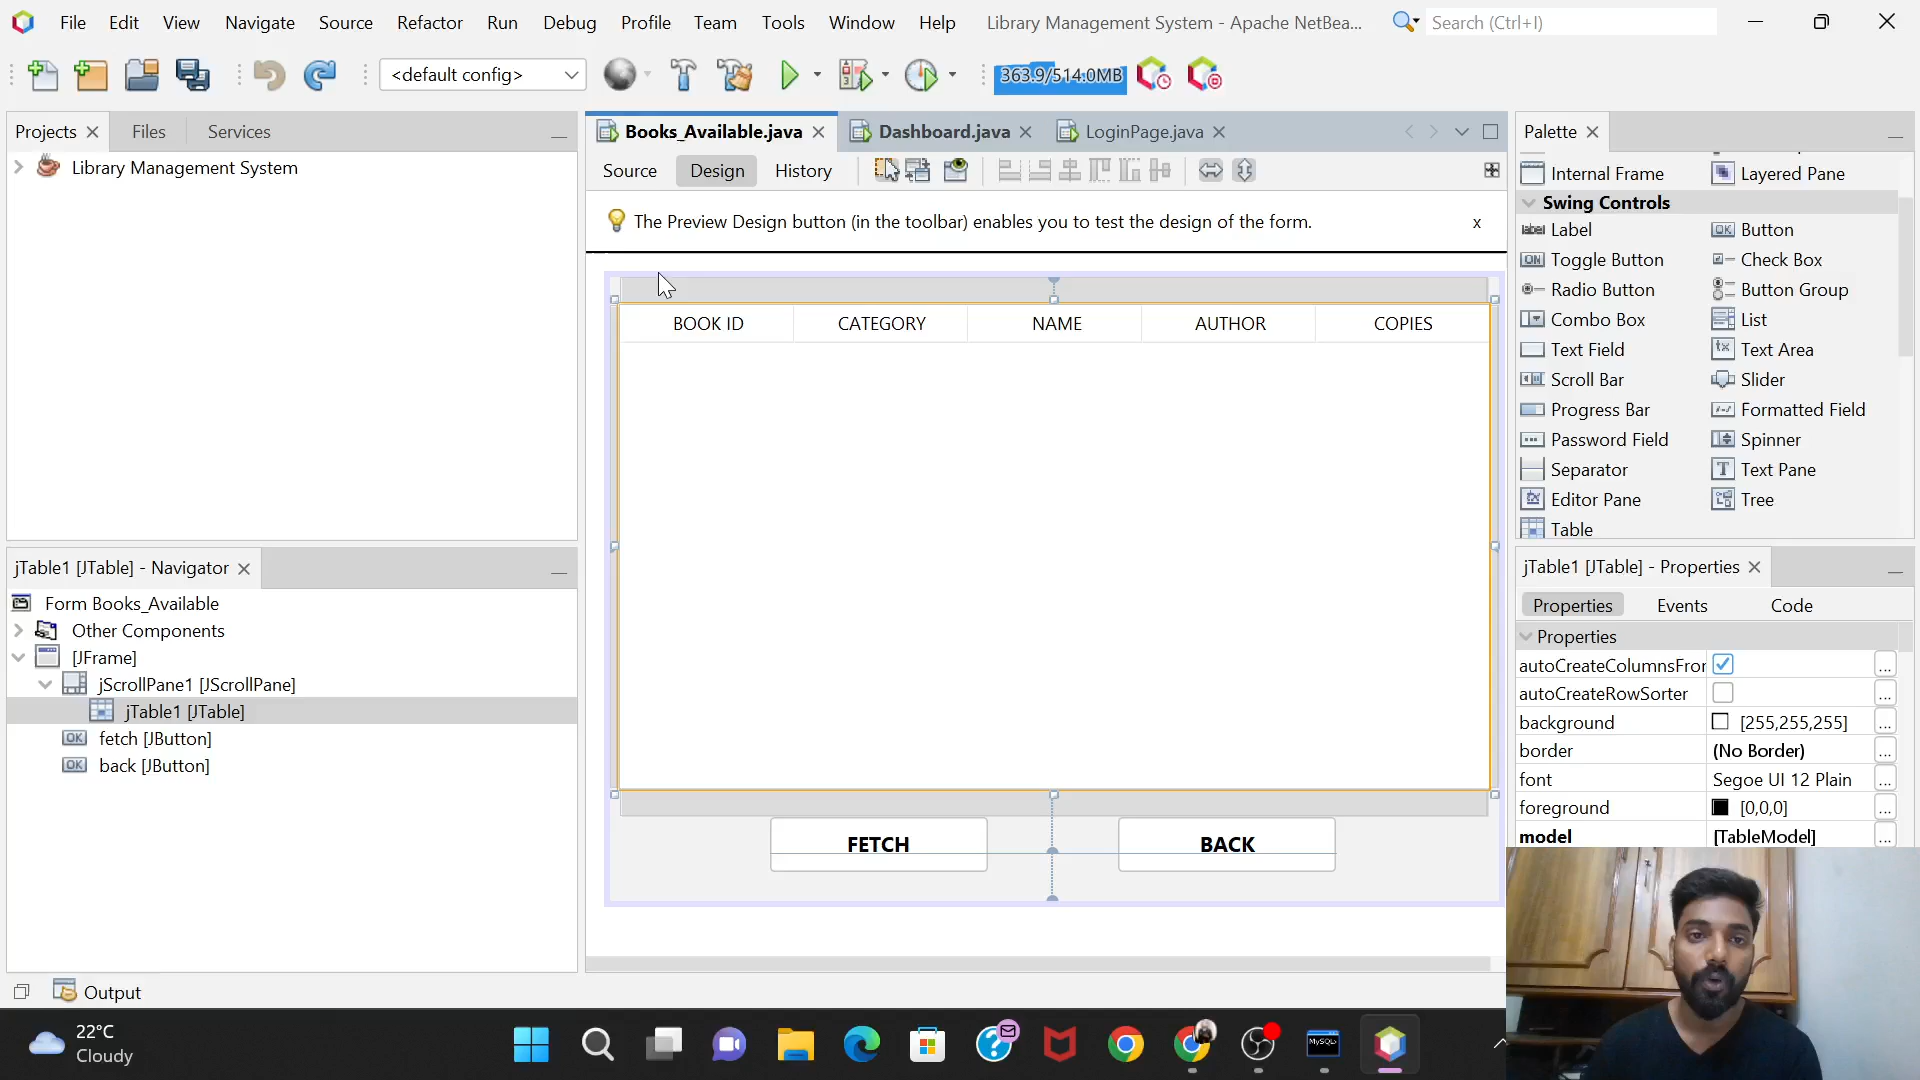 File Edit View Navigate Source Refactor Run Debug Profile Team Tools Window Help Library Management System - Apache NetBea... Search (Ctrl+I)
<default config> 363.9/514.0MB
Projects Files Services
Library Management System
Books_Available.java Dashboard.java LoginPage.java
Source Design History
The Preview Design button (in the toolbar) enables you to test the design of the form. x
BOOK ID CATEGORY NAME AUTHOR COPIES
FETCH BACK
Palette
Internal Frame Layered Pane
Swing Controls
Label Button
Toggle Button Check Box
Radio Button Button Group
Combo Box List
Text Field Text Area
Scroll Bar Slider
Progress Bar Formatted Field
Password Field Spinner
Separator Text Pane
Editor Pane Tree
Table
jTable1 [JTable] - Navigator
Form Books_Available
Other Components
[JFrame]
jScrollPane1 [JScrollPane]
jTable1 [JTable]
fetch [JButton]
back [JButton]
jTable1 [JTable] - Properties
Properties Events Code
Properties
autoCreateColumnsFror ...
autoCreateRowSorter ...
background [255,255,255] ...
border (No Border) ...
font Segoe UI 12 Plain ...
foreground [0,0,0] ...
model [TableModel] ...
Output
22°C
Cloudy
MySQL